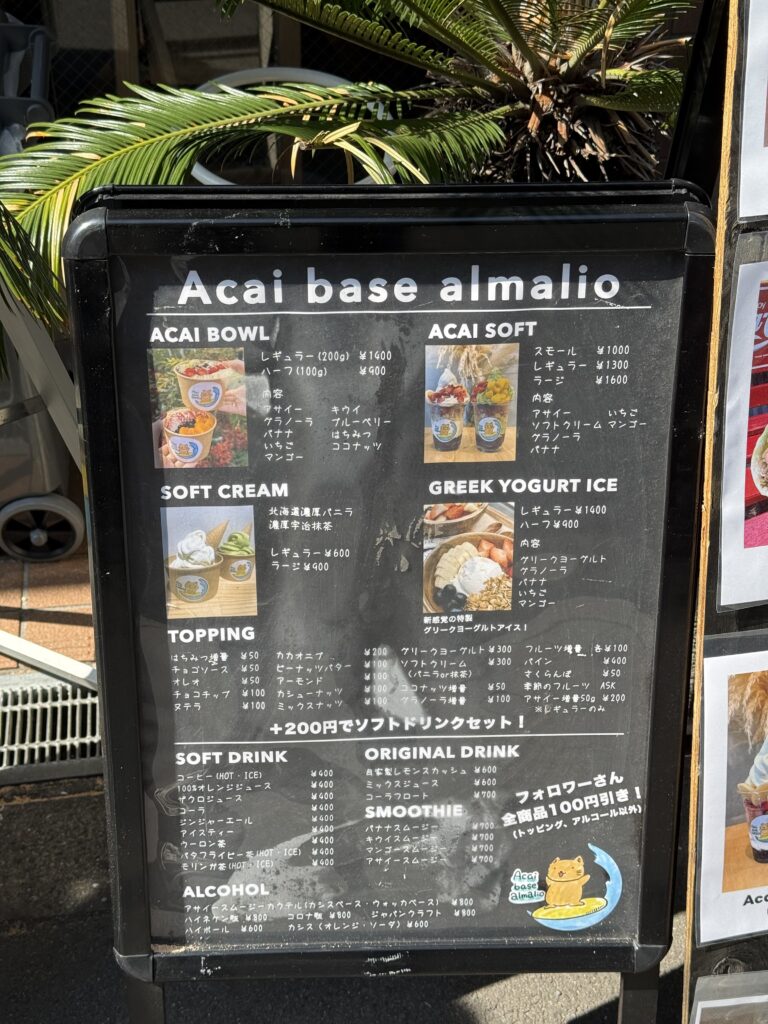 Acai base almalio
ACAI BOWL
レギュラー(200g) ¥1400
ハーフ(100g) ¥900
内容
アサイー キウイ
グラノーラ ブルーベリー
バナナ はちみつ
いちご ココナッツ
マンゴー
ACAI SOFT
スモール ¥1000
レギュラー ¥1300
ラージ ¥1600
内容
アサイー いちご
ソフトクリーム マンゴー
グラノーラ
バナナ
SOFT CREAM
北海道濃厚バニラ
濃厚宇治抹茶
レギュラー ¥600
ラージ ¥900
GREEK YOGURT ICE
レギュラー ¥1400
ハーフ ¥900
内容
グリークヨーグルト
グラノーラ
バナナ
いちご
マンゴー
新感覚の特製
グリークヨーグルトアイス!
TOPPING
はちみつ増量 ¥50
チョコソース ¥50
オレオ ¥50
チョコチップ ¥100
ヌテラ ¥100
カカオニブ ¥200
ピーナッツバター ¥100
アーモンド ¥100
カシューナッツ ¥100
ミックスナッツ ¥100
グリークヨーグルト ¥300
ソフトクリーム ¥300
(バニラor抹茶)
ココナッツ増量 ¥50
グラノーラ増量 ¥100
フルーツ増量 各¥100
パイン ¥400
さくらんぼ ¥50
季節のフルーツ ASK
アサイー増量50g ¥200
※レギュラーのみ
+200円でソフトドリンクセット!
SOFT DRINK
コーヒー(HOT・ICE) ¥400
100%オレンジジュース ¥400
ザクロジュース ¥400
コーラ ¥400
ジンジャーエール ¥400
アイスティー ¥400
ウーロン茶 ¥400
バタフライピー茶(HOT・ICE) ¥400
モリンガ茶(HOT・ICE) ¥400
ORIGINAL DRINK
自家製レモンスカッシュ ¥600
ミックスジュース ¥600
コーラフロート ¥700
SMOOTHIE
バナナスムージー ¥700
キウイスムージー ¥700
マンゴースムージー ¥700
アサイースムージー ¥700
フォロワーさん
全商品100円引き!
(トッピング、アルコール以外)
ALCOHOL
アサイースムージーカクテル(カシスベース・ウォッカベース) ¥800
ハイネケン瓶 ¥800 コロナ瓶 ¥800 ジャパンクラフト ¥800
ハイボール ¥600 カシス(オレンジ・ソーダ) ¥600
Acai
base
almalio